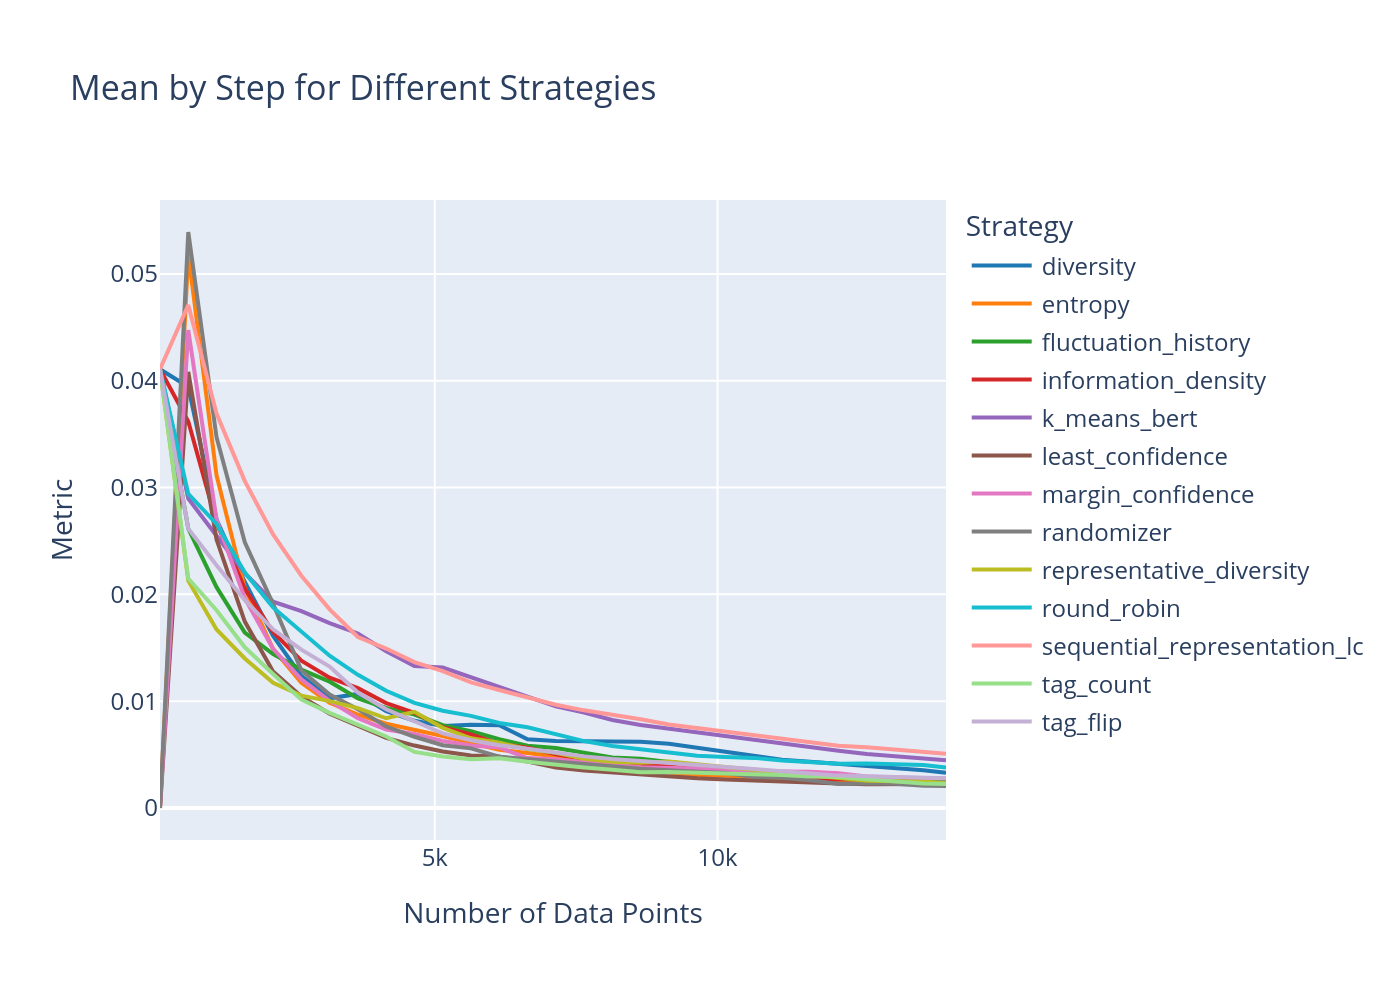 Mean by Step for Different Strategies
Strategy
diversity
entropy
fluctuation_history
information_density
k_means_bert
least_confidence
margin_confidence
randomizer
representative_diversity
round_robin
sequential_representation_lc
tag_count
tag_flip
Metric
0.05
0.04
0.03
0.02
0.01
0
5k
10k
Number of Data Points